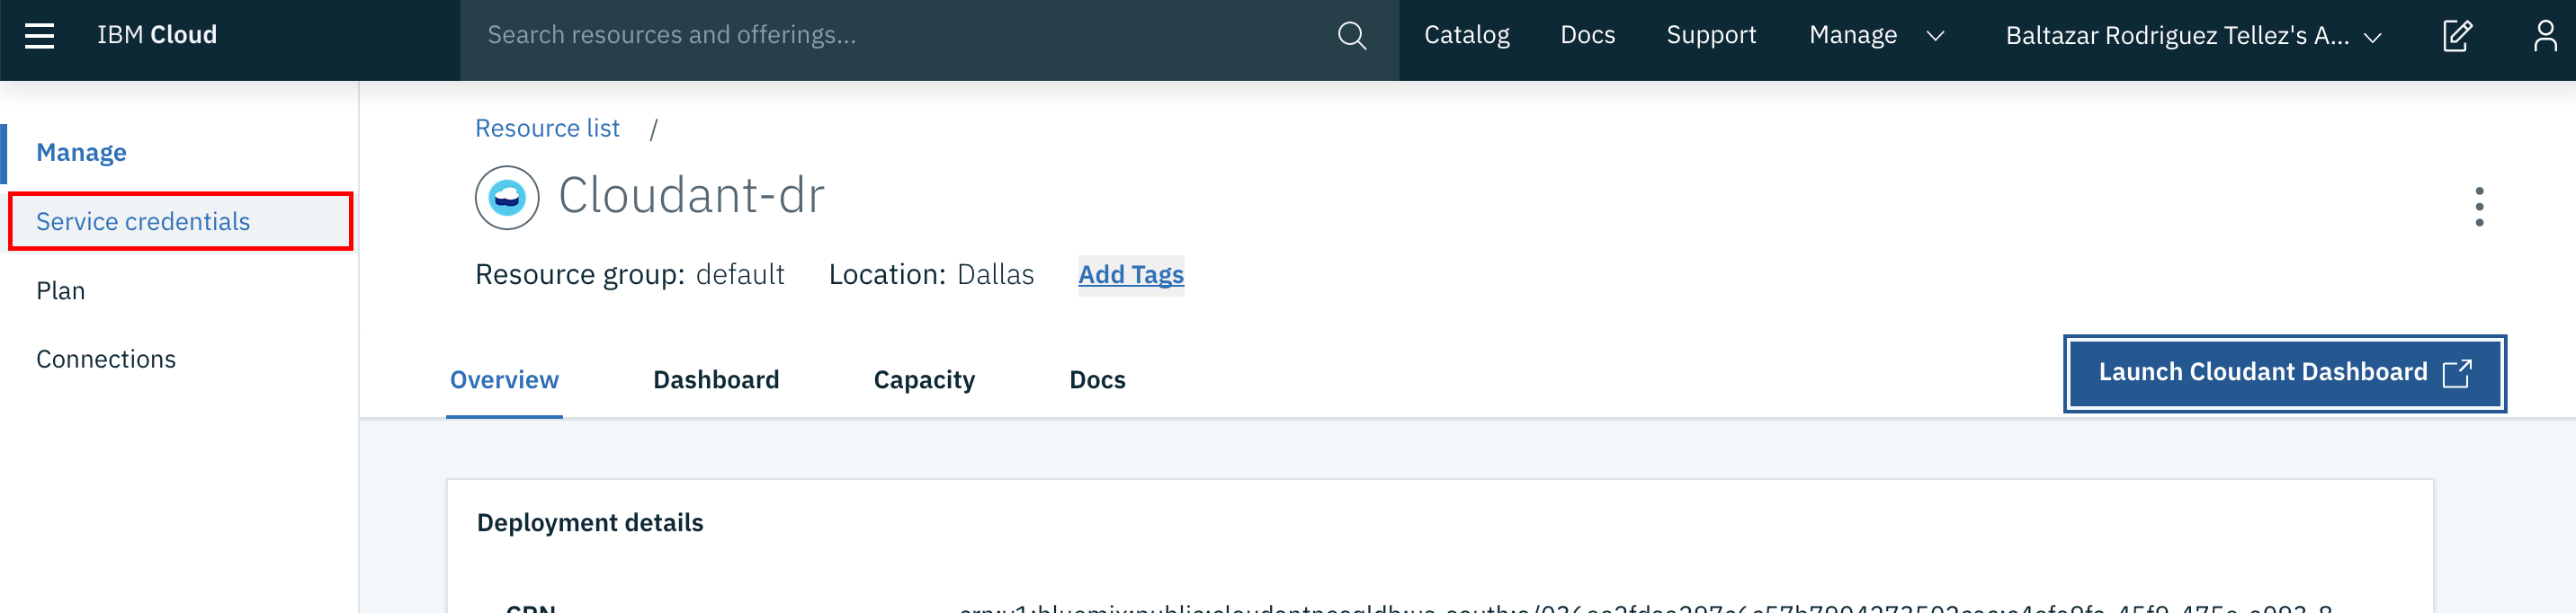 IBM Cloud
Search resources and offerings...
Catalog
Docs
Support
Manage
Baltazar Rodriguez Tellez's A...
Manage
Service credentials
Plan
Connections
Resource list /
Cloudant-dr
Resource group: default Location: Dallas Add Tags
Overview Dashboard Capacity Docs
Launch Cloudant Dashboard
Deployment details
CRN